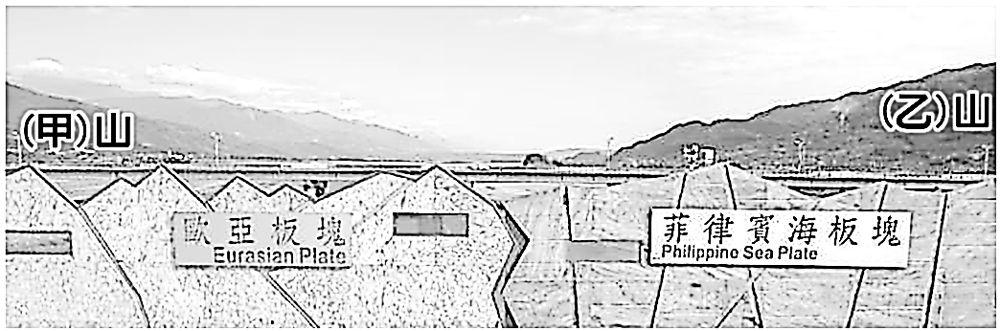 (甲)山
(乙)山
歐亞板塊
Eurasian Plate
菲律賓海板塊
Philippine Sea Plate